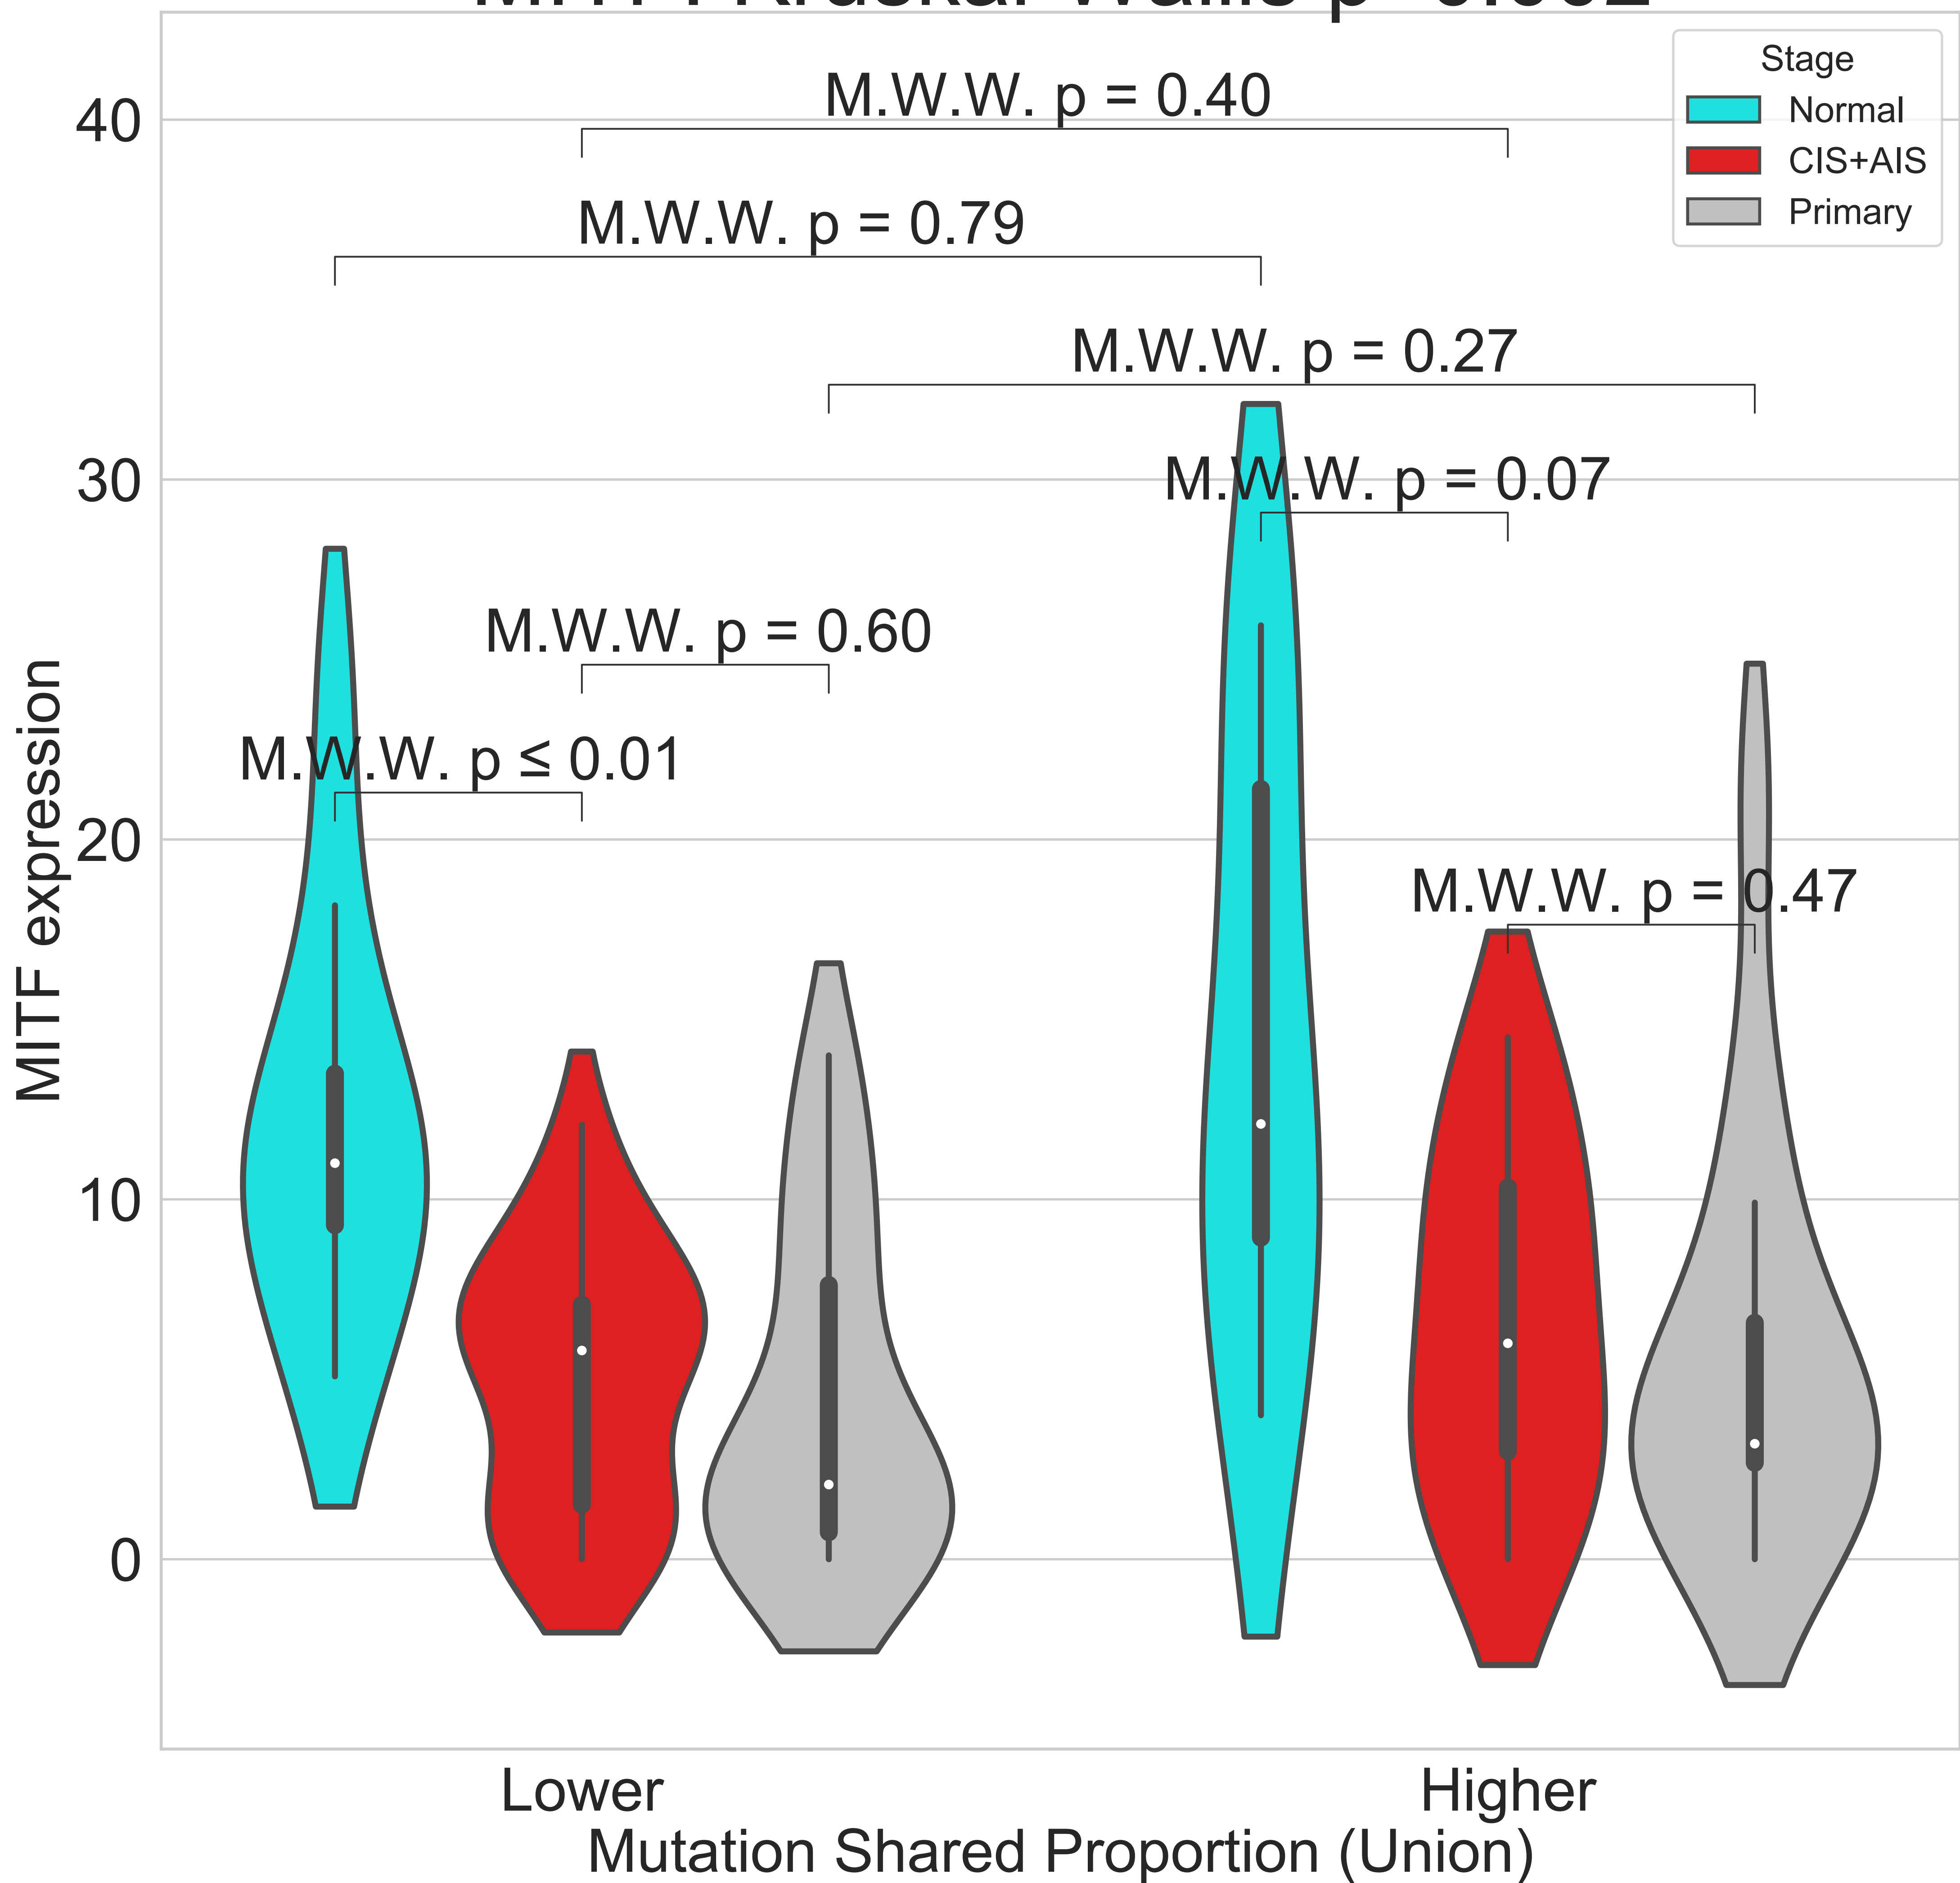 Stage
Normal
CIS+AIS
Primary
M.W.W. p = 0.40
M.W.W. p = 0.79
M.W.W. p = 0.27
M.W.W. p = 0.07
M.W.W. p = 0.60
M.W.W. p ≤ 0.01
M.W.W. p = 0.47
MITF expression
40
30
20
10
0
Lower
Higher
Mutation Shared Proportion (Union)